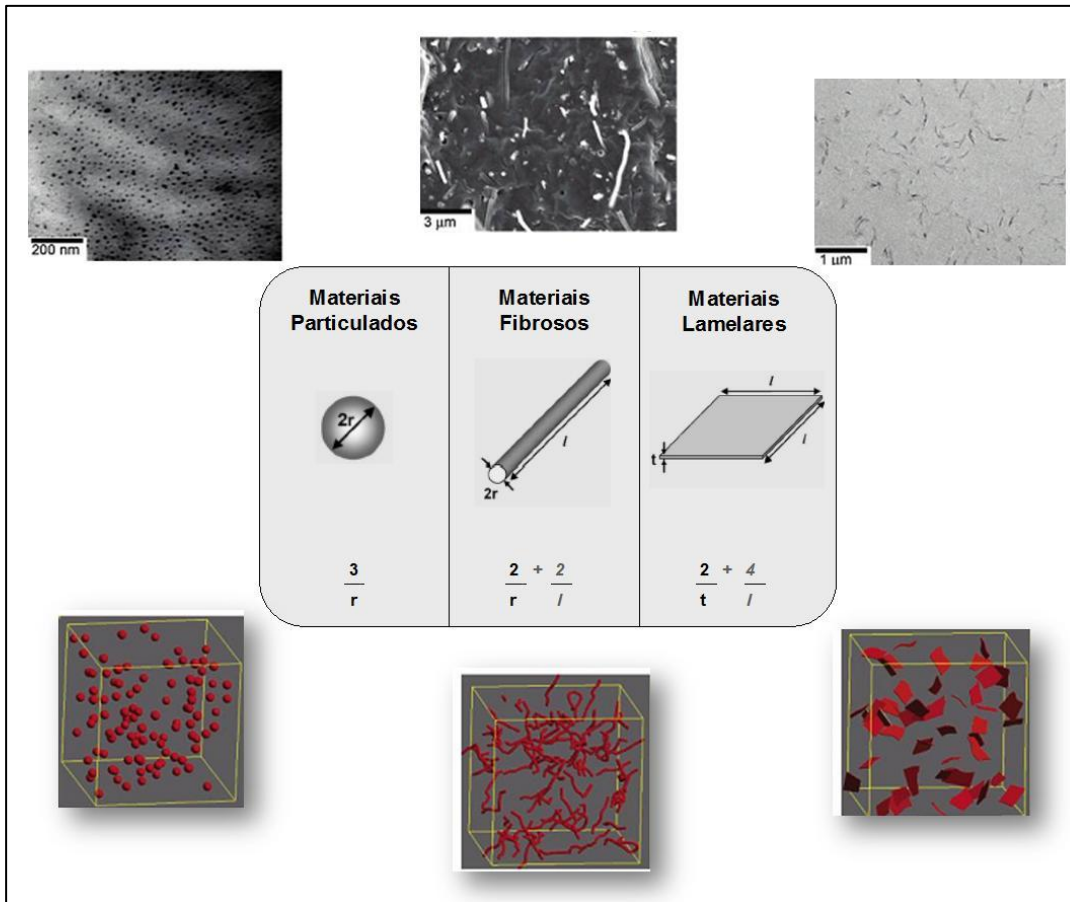 200 nm
3 μm
1 μm
Materiais
Particulados
2r
3
r
Materiais
Fibrosos
l
2r
2 + 2
r l
Materiais
Lamelares
l
l
t
2 + 4
t l